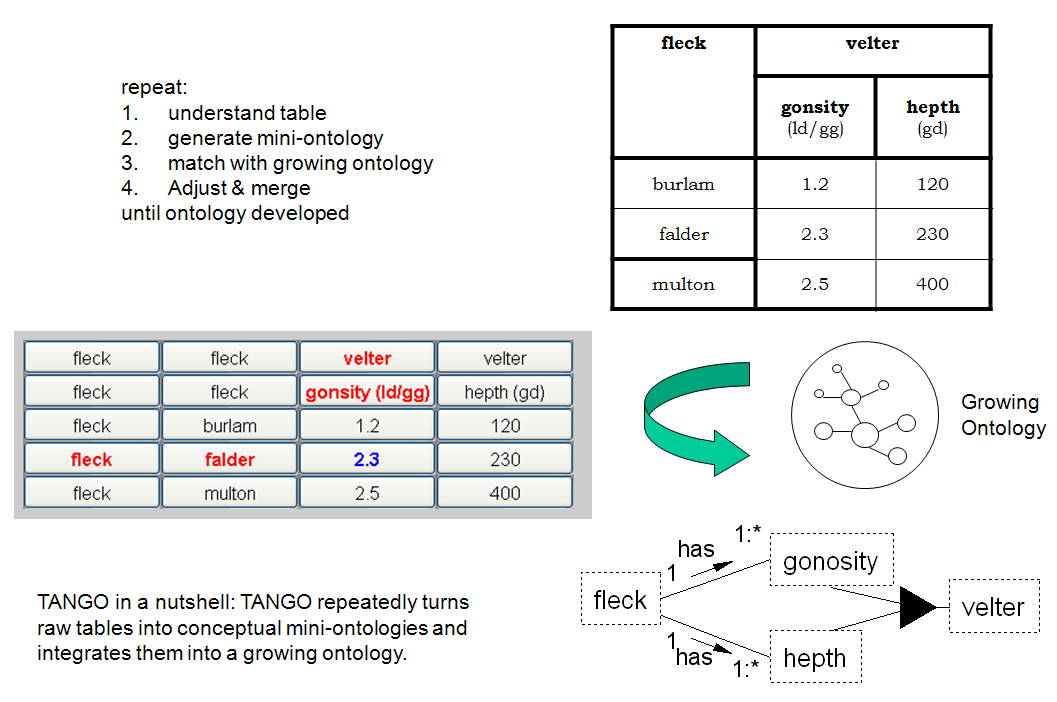 repeat:
1. understand table
2. generate mini-ontology
3. match with growing ontology
4. Adjust & merge
until ontology developed
fleck velter
gonsity hepth
(ld/gg) (gd)
burlam 1.2 120
falder 2.3 230
multon 2.5 400
fleck fleck velter velter
fleck fleck gonsity (ld/gg) hepth (gd)
fleck burlam 1.2 120
fleck falder 2.3 230
fleck multon 2.5 400
Growing
Ontology
TANGO in a nutshell: TANGO repeatedly turns
raw tables into conceptual mini-ontologies and
integrates them into a growing ontology.
has 1:*
1 gonosity
fleck velter
1 has 1:* hepth